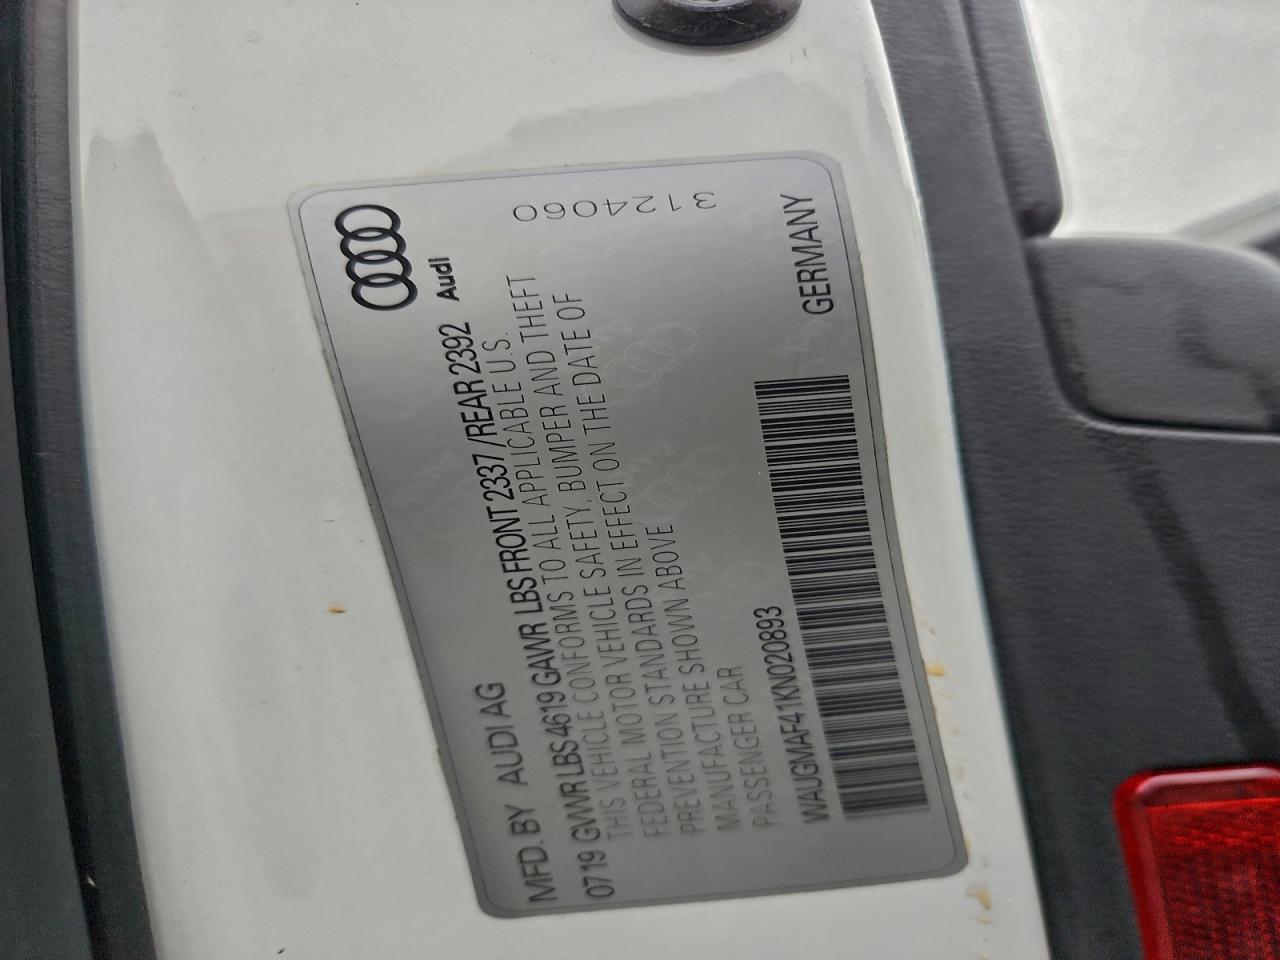 Audi
MFD. BY AUDI AG
0719 GVWR LBS 4619 GAWR LBS FRONT 2337 / REAR 2392
THIS VEHICLE CONFORMS TO ALL APPLICABLE U.S.
FEDERAL MOTOR VEHICLE SAFETY, BUMPER AND THEFT
PREVENTION STANDARDS IN EFFECT ON THE DATE OF
MANUFACTURE SHOWN ABOVE
PASSENGER CAR
3124060
WAUGMAF41KN020893
GERMANY